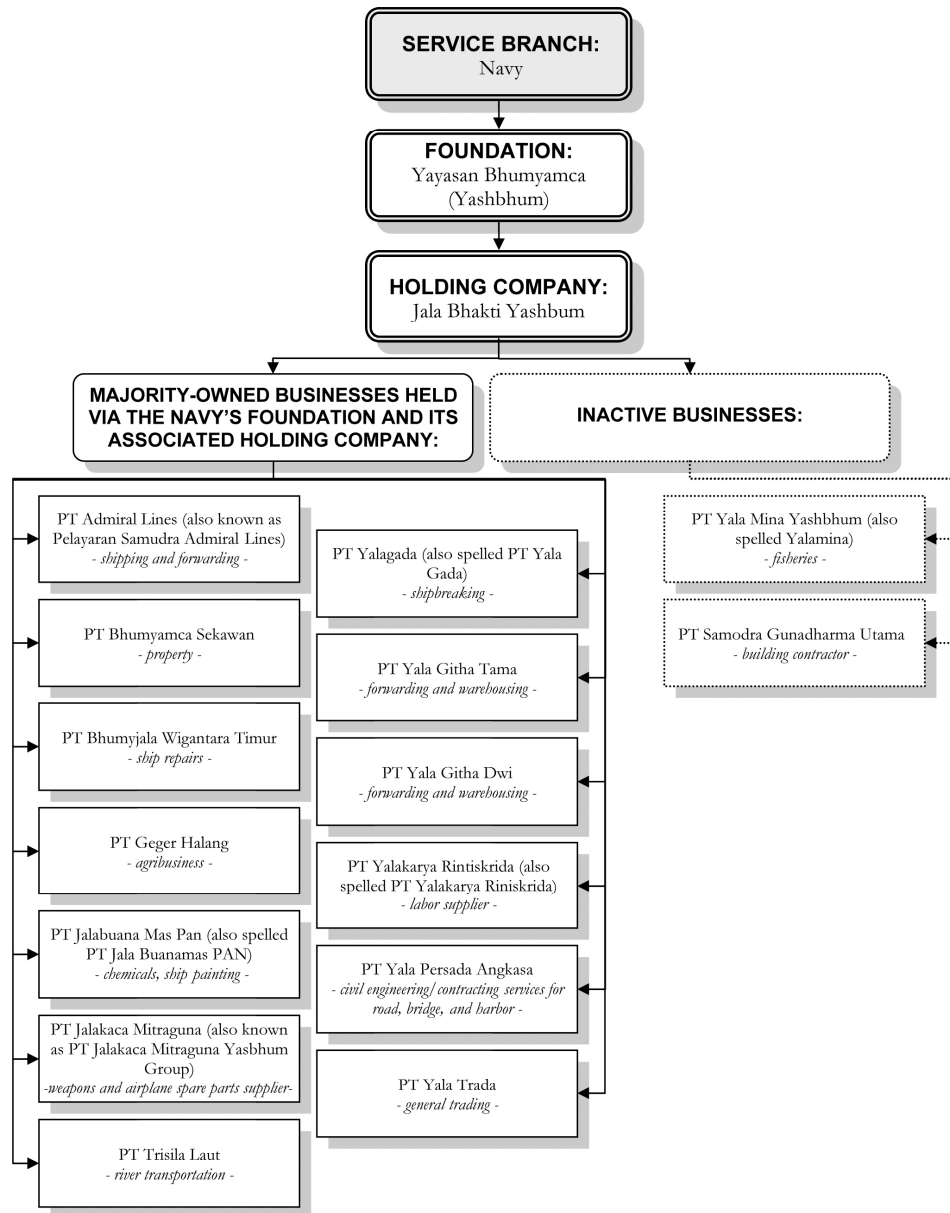 SERVICE BRANCH:
Navy
FOUNDATION:
Yayasan Bhumyamca
(Yashbhum)
HOLDING COMPANY:
Jala Bhakti Yashbum
MAJORITY-OWNED BUSINESSES HELD
VIA THE NAVY'S FOUNDATION AND ITS
ASSOCIATED HOLDING COMPANY:
PT Admiral Lines (also known as
Pelayaran Samudra Admiral Lines)
- shipping and forwarding -
PT Bhumyamca Sekawan
- property -
PT Bhumyjala Wigantara Timur
- ship repairs -
PT Geger Halang
- agribusiness -
PT Jalabuana Mas Pan (also spelled
PT Jala Buanamas PAN)
- chemicals, ship painting -
PT Jalakaca Mitraguna (also known
as PT Jalakaca Mitraguna Yasbhum
Group)
-weapons and airplane spare parts supplier-
PT Trisila Laut
- river transportation -
PT Yalagada (also spelled PT Yala
Gada)
- shipbreaking -
PT Yala Githa Tama
- forwarding and warehousing -
PT Yala Githa Dwi
- forwarding and warehousing -
PT Yalakarya Rintiskrida (also
spelled PT Yalakarya Riniskrida)
- labor supplier -
PT Yala Persada Angkasa
- civil engineering/contracting services for
road, bridge, and harbor -
PT Yala Trada
- general trading -
INACTIVE BUSINESSES:
PT Yala Mina Yashbhum (also
spelled Yalamina)
- fisheries -
PT Samodra Gunadharma Utama
- building contractor -